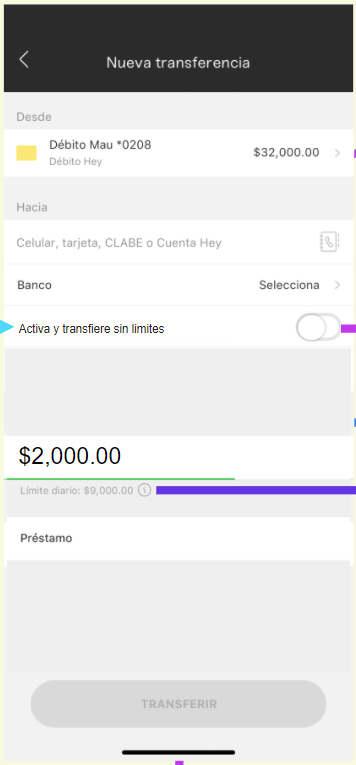 Nueva transferencia
Desde
Débito Mau *0208
$32,000.00
Débito Hey
Hacia
Celular, tarjeta, CLABE o Cuenta Hey
Banco
Selecciona
Activa y transfiere sin limites
$2,000.00
Límite diario: $9,000.00
Préstamo
TRANSFERIR